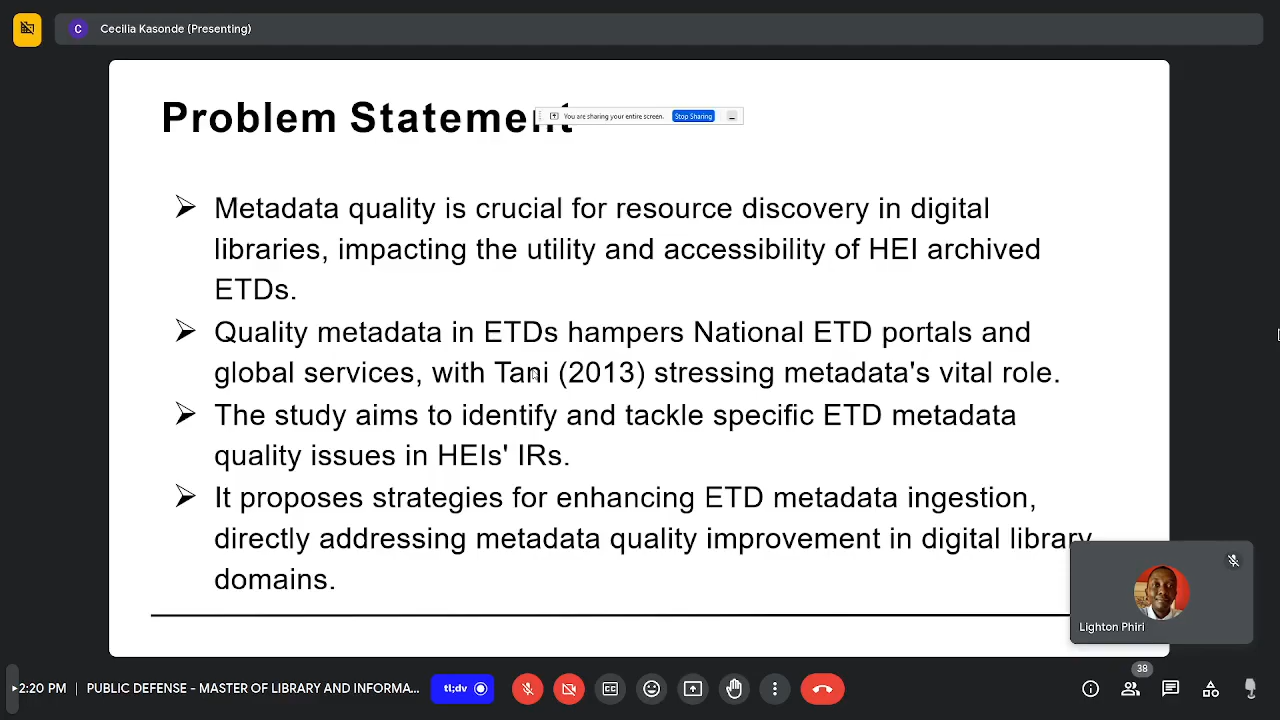 C Cecilia Kasonde (Presenting)
Problem Statement
You are sharing your entire screen. Stop Sharing
Metadata quality is crucial for resource discovery in digital
libraries, impacting the utility and accessibility of HEI archived
ETDs.
Quality metadata in ETDs hampers National ETD portals and
global services, with Tani (2013) stressing metadata's vital role.
The study aims to identify and tackle specific ETD metadata
quality issues in HEIs' IRs.
It proposes strategies for enhancing ETD metadata ingestion,
directly addressing metadata quality improvement in digital library
domains.
Lighton Phiri
38
2:20 PM | PUBLIC DEFENSE - MASTER OF LIBRARY AND INFORMA... tl;dv CC